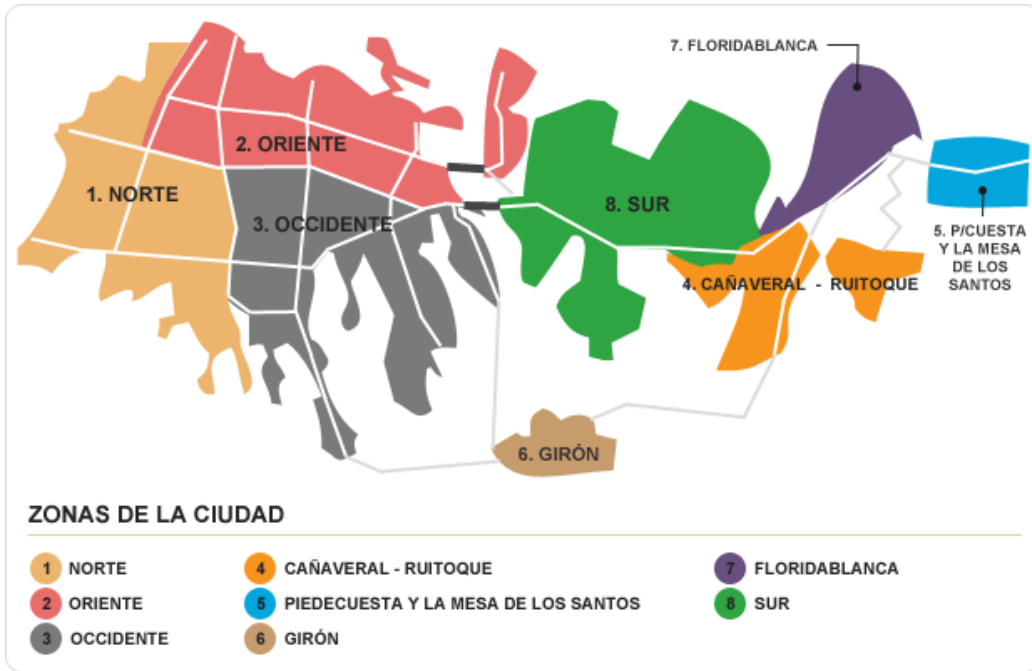 7. FLORIDABLANCA
2. ORIENTE
1. NORTE
3. OCCIDENTE
8. SUR
5. P/CUESTA
Y LA MESA
DE LOS
SANTOS
4. CAÑAVERAL - RUITOQUE
6. GIRÓN
ZONAS DE LA CIUDAD
1 NORTE
2 ORIENTE
3 OCCIDENTE
4 CAÑAVERAL - RUITOQUE
5 PIEDECUESTA Y LA MESA DE LOS SANTOS
6 GIRÓN
7 FLORIDABLANCA
8 SUR